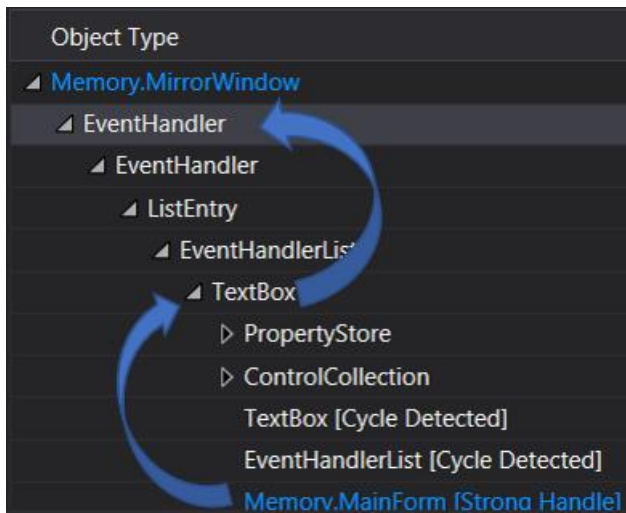 Object Type
Memory.MirrorWindow
EventHandler
EventHandler
ListEntry
EventHandlerList
TextBox
PropertyStore
ControlCollection
TextBox [Cycle Detected]
EventHandlerList [Cycle Detected]
Memory.MainForm [Strong Handle]